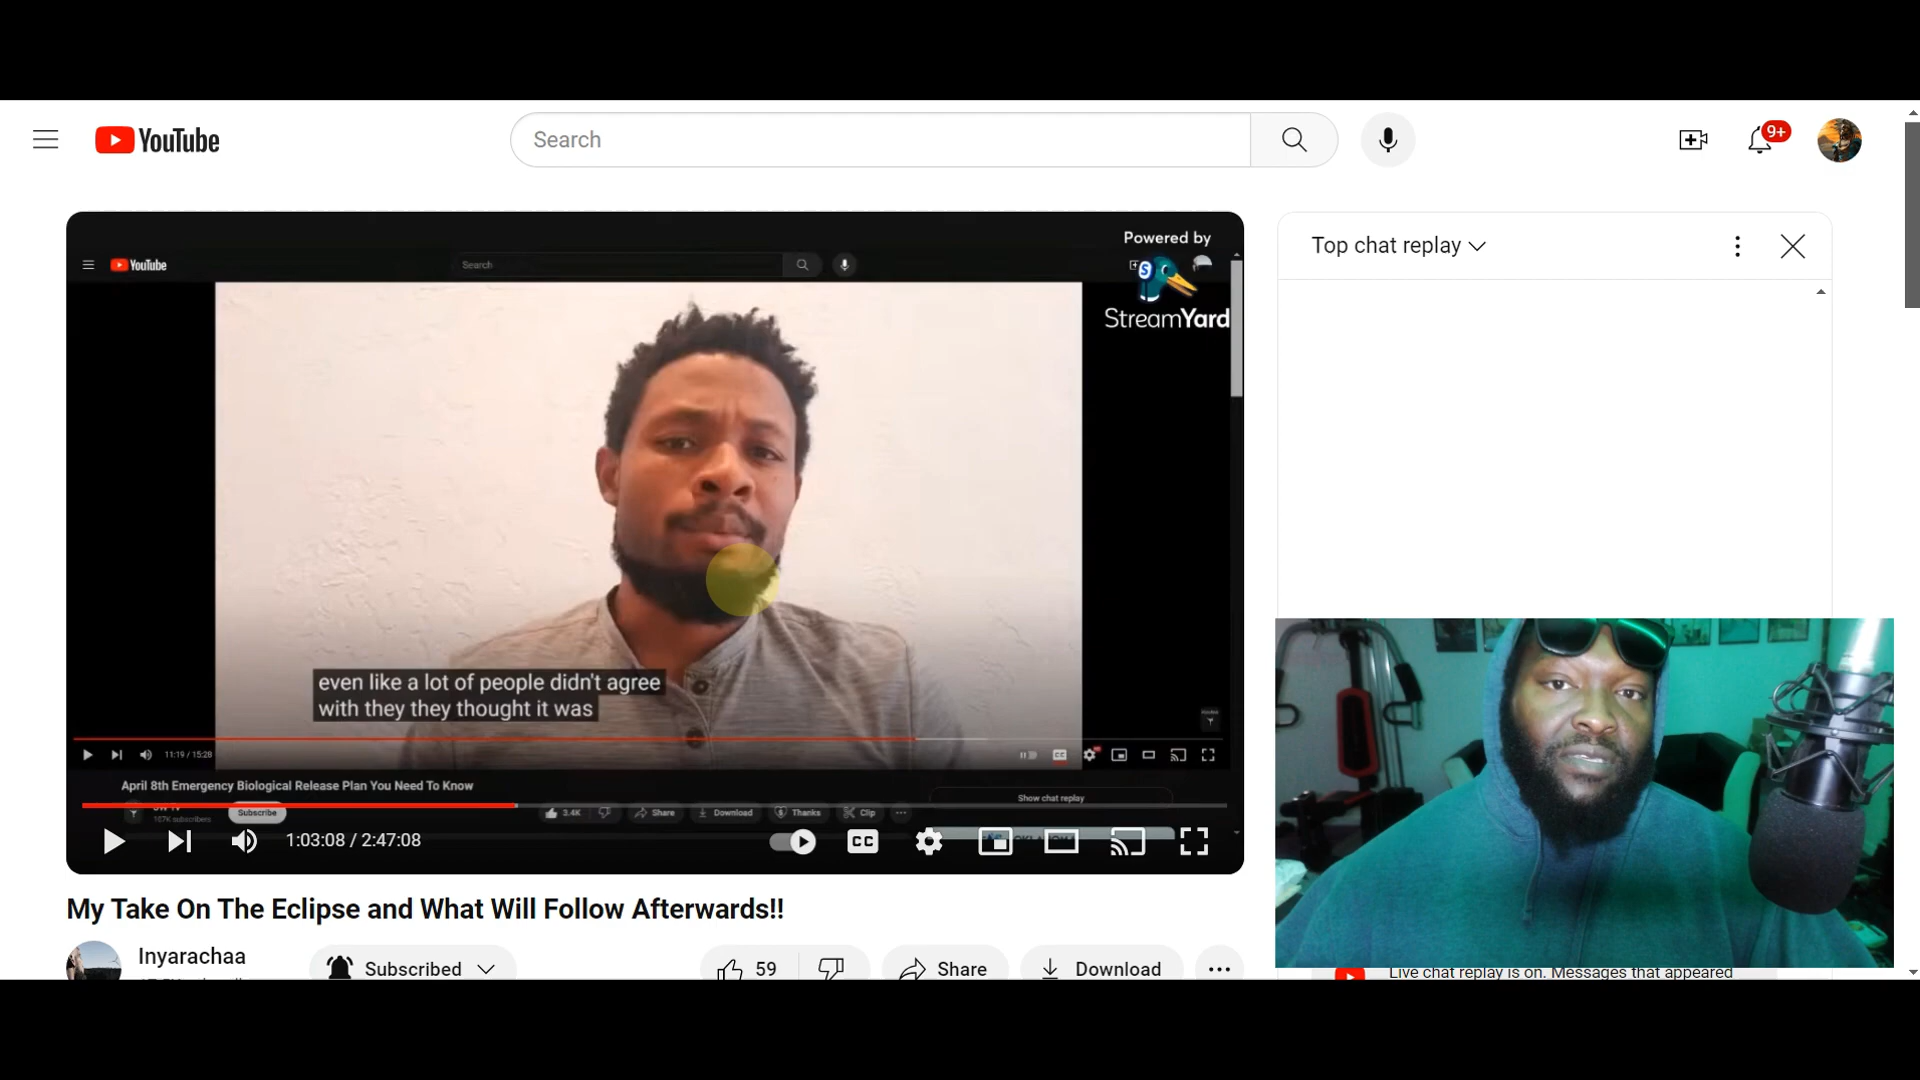 YouTube
Search
9+
YouTube
Search
Powered by
StreamYard
Top chat replay
even like a lot of people didn't agree
with they they thought it was
11:19 / 15:28
April 8th Emergency Biological Release Plan You Need To Know
Show chat replay
187K subscribers
Subscribe
3.4K
Share
Download
Thanks
Clip
1:03:08 / 2:47:08
CC
My Take On The Eclipse and What Will Follow Afterwards!!
Inyarachaa
Subscribed
59
Share
Download
Live chat replay is on. Messages that appeared